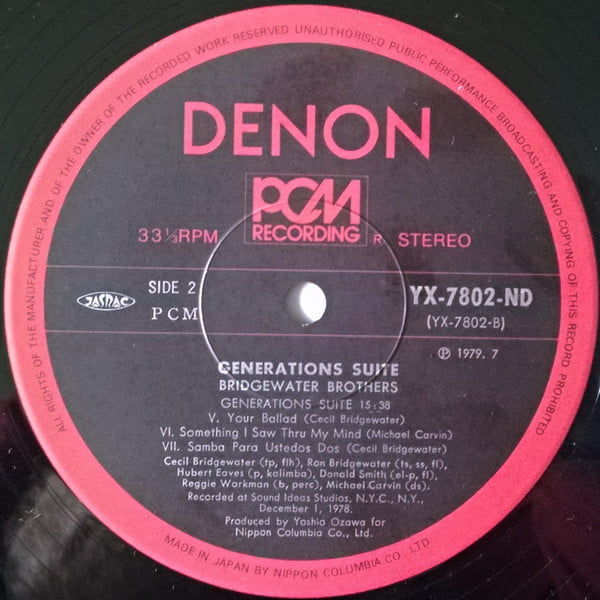 ALL RIGHTS OF THE MANUFACTURER AND OF THE OWNER OF THE RECORDED WORK RESERVED UNAUTHORISED PUBLIC PERFORMANCE BROADCASTING AND COPYING OF THIS RECORD PROHIBITED
DENON
PCM
RECORDING
33⅓RPM
R STEREO
JASRAC
SIDE 2
PCM
YX-7802-ND
(YX-7802-B)
℗ 1979. 7
GENERATIONS SUITE
BRIDGEWATER BROTHERS
GENERATIONS SUITE 15:38
V. Your Ballad (Cecil Bridgewater)
VI. Something I Saw Thru My Mind (Michael Carvin)
VII. Samba Para Ustedos Dos (Cecil Bridgewater)
Cecil Bridgewater (tp, flh), Ron Bridgewater (ts, ss, fl)
Hubert Eaves (p, kalimba), Donald Smith (el-p, fl),
Reggie Workman (b, perc), Michael Carvin (ds).
Recorded at Sound Ideas Studios, N.Y.C., N.Y.,
December 1, 1978.
Produced by Yoshio Ozawa for
Nippon Columbia Co., Ltd.
MADE IN JAPAN BY NIPPON COLUMBIA CO. LTD.